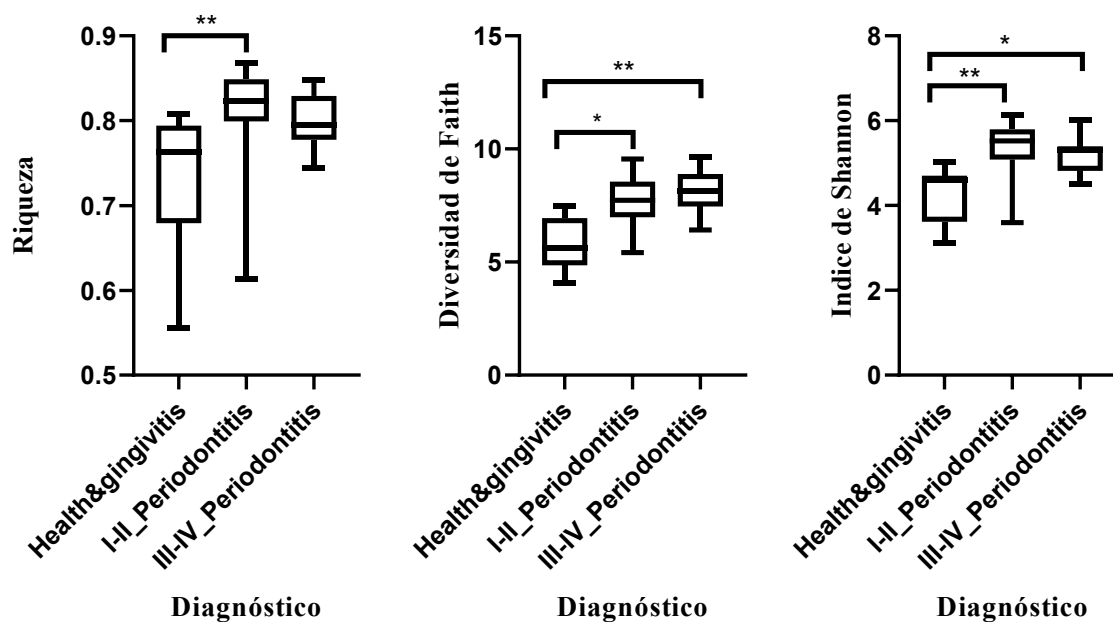 Riqueza
0.9
0.8
0.7
0.6
0.5
**
Health&gingivitis
I-II_Periodontitis
III-IV_Periodontitis
Diagnóstico
Diversidad de Faith
15
10
5
0
**
*
Health&gingivitis
I-II_Periodontitis
III-IV_Periodontitis
Diagnóstico
Indice de Shannon
8
6
4
2
0
*
**
Health&gingivitis
I-II_Periodontitis
III-IV_Periodontitis
Diagnóstico